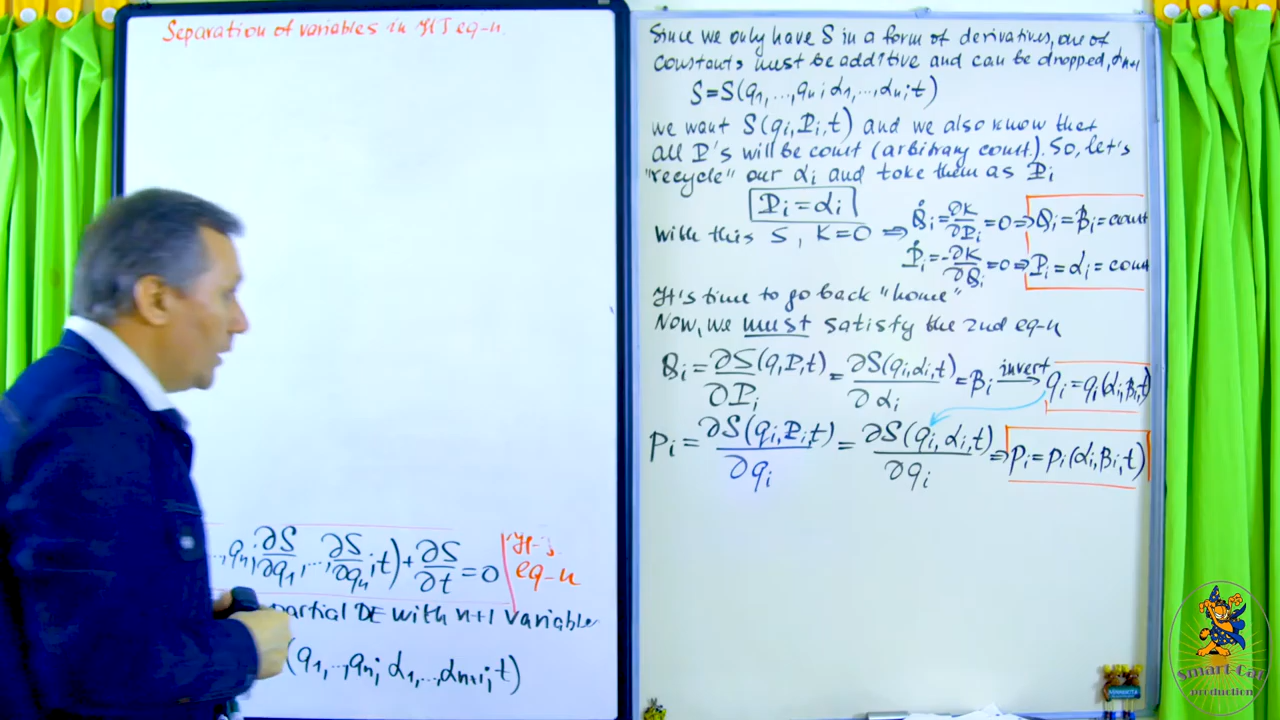 Separation of variables in HJ eq-n.
..., qn; ∂S/∂q1, ..., ∂S/∂qn; t) + ∂S/∂t = 0 | H-J. eq-n
partial DE with n+1 variable
(q1, .., qn; α1, ..., αn+1; t)
Since we only have S in a form of derivatives, one of
constants must be additive and can be dropped, αn+1
S = S(q1, ..., qn; α1, ..., αn; t)
we want S(qi, Pi, t) and we also know that
all P's will be const (arbitrary const.). So, let's
"recycle" our αi and take them as Pi
Pi = αi
With this S, K=0 ⇒ Q̇i = ∂K/∂Pi = 0 ⇒ Qi = βi = const
Ṗi = -∂K/∂Qi = 0 ⇒ Pi = αi = const
It's time to go back "home"
Now, we must satisfy the 2nd eq-n
Qi = ∂S(q, P, t)/∂Pi = ∂S(qi, αi, t)/∂αi = βi invert → qi = qi(αi, βi, t)
pi = ∂S(qi, Pi, t)/∂qi = ∂S(qi, αi, t)/∂qi ⇒ pi = pi(αi, βi, t)
Smart Cat
production